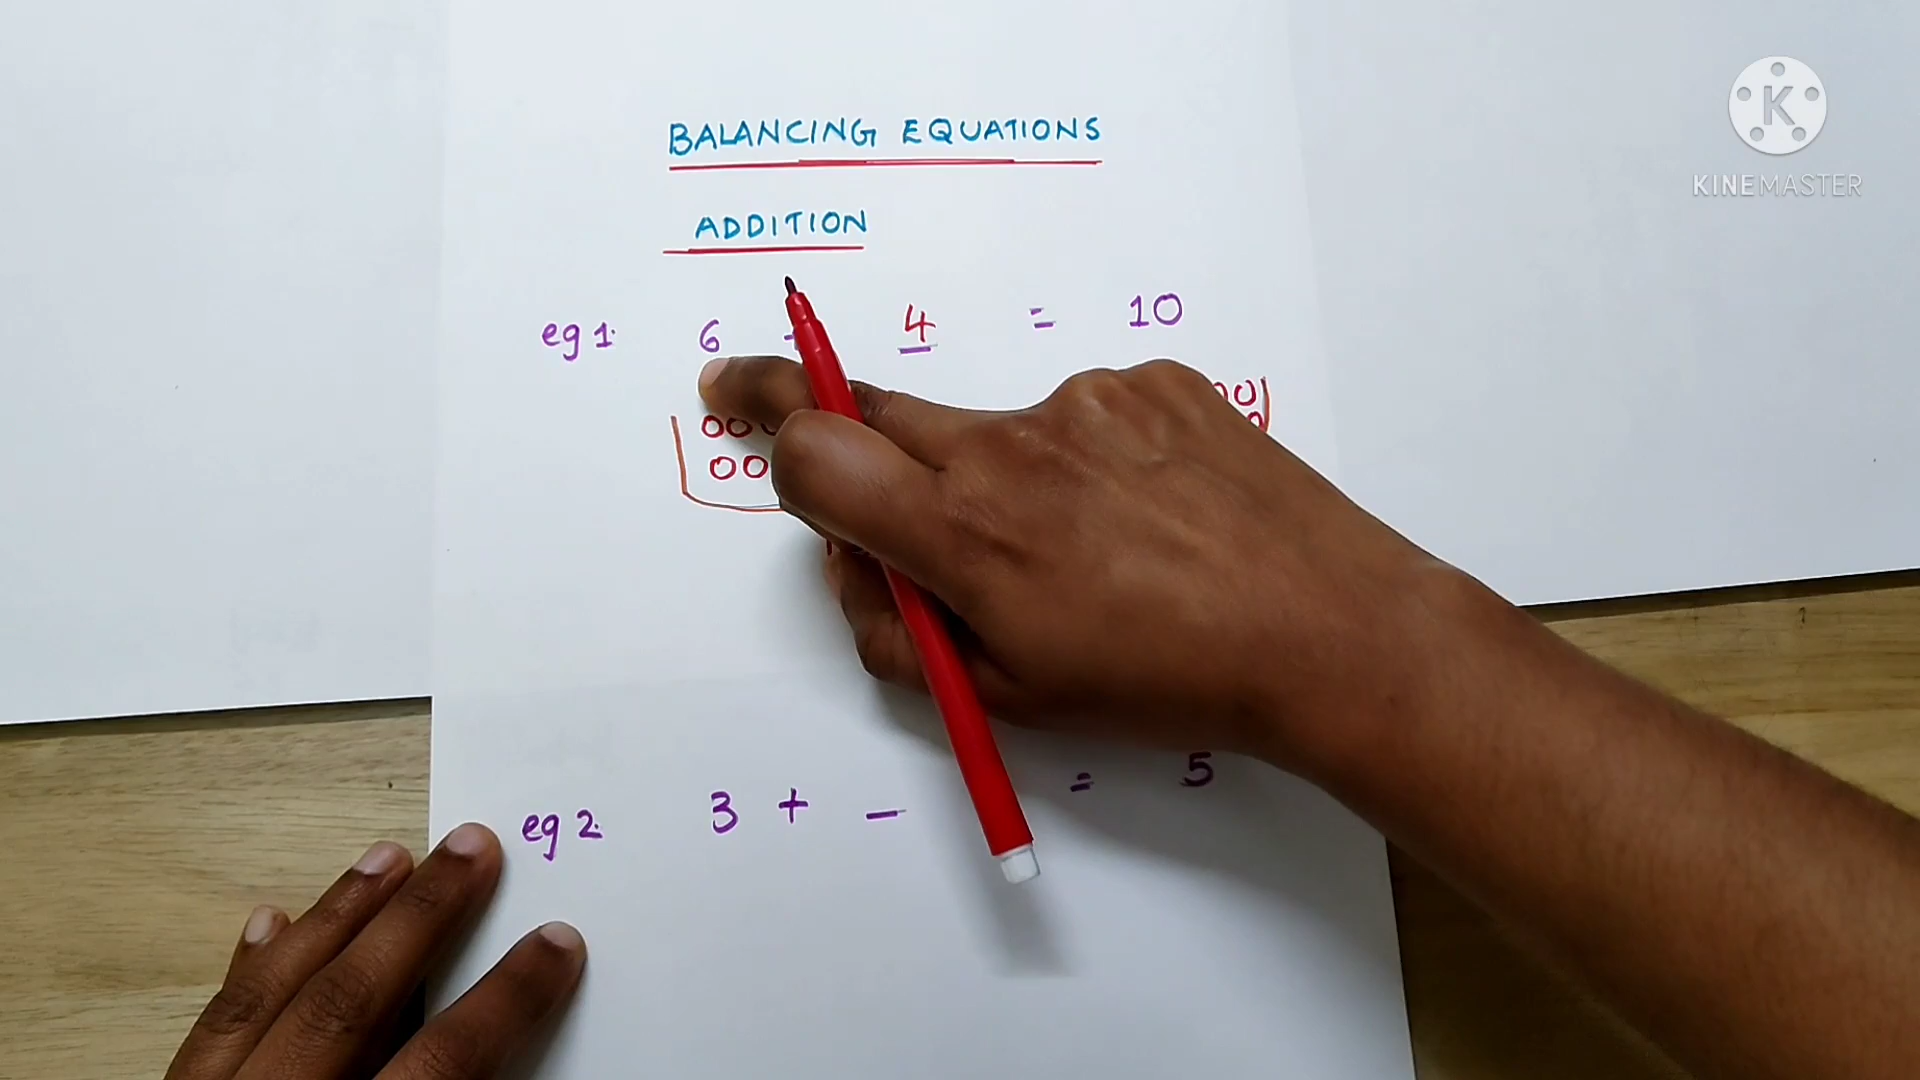 BALANCING EQUATIONS
ADDITION
eg 1. 6 + 4 = 10
eg 2. 3 + _ = 5
KINEMASTER